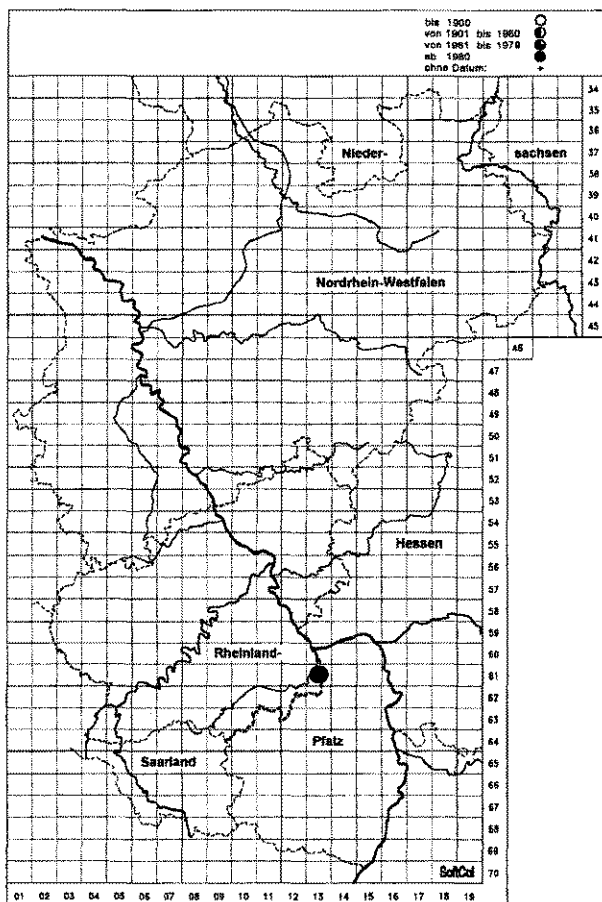 bis 1900
von 1901 bis 1960
von 1961 bis 1979
ab 1980
ohne Datum: +
34
35
36
Nieder-
sachsen
37
38
39
40
41
42
Nordrhein-Westfalen
43
44
45
46
47
48
49
50
51
52
53
Hessen
54
55
56
57
58
59
Rheinland-
60
61
62
Pfalz
63
Saarland
64
65
66
67
68
69
SoftCol
70
01 02 03 04 05 06 07 08 09 10 11 12 13 14 15 16 17 18 19